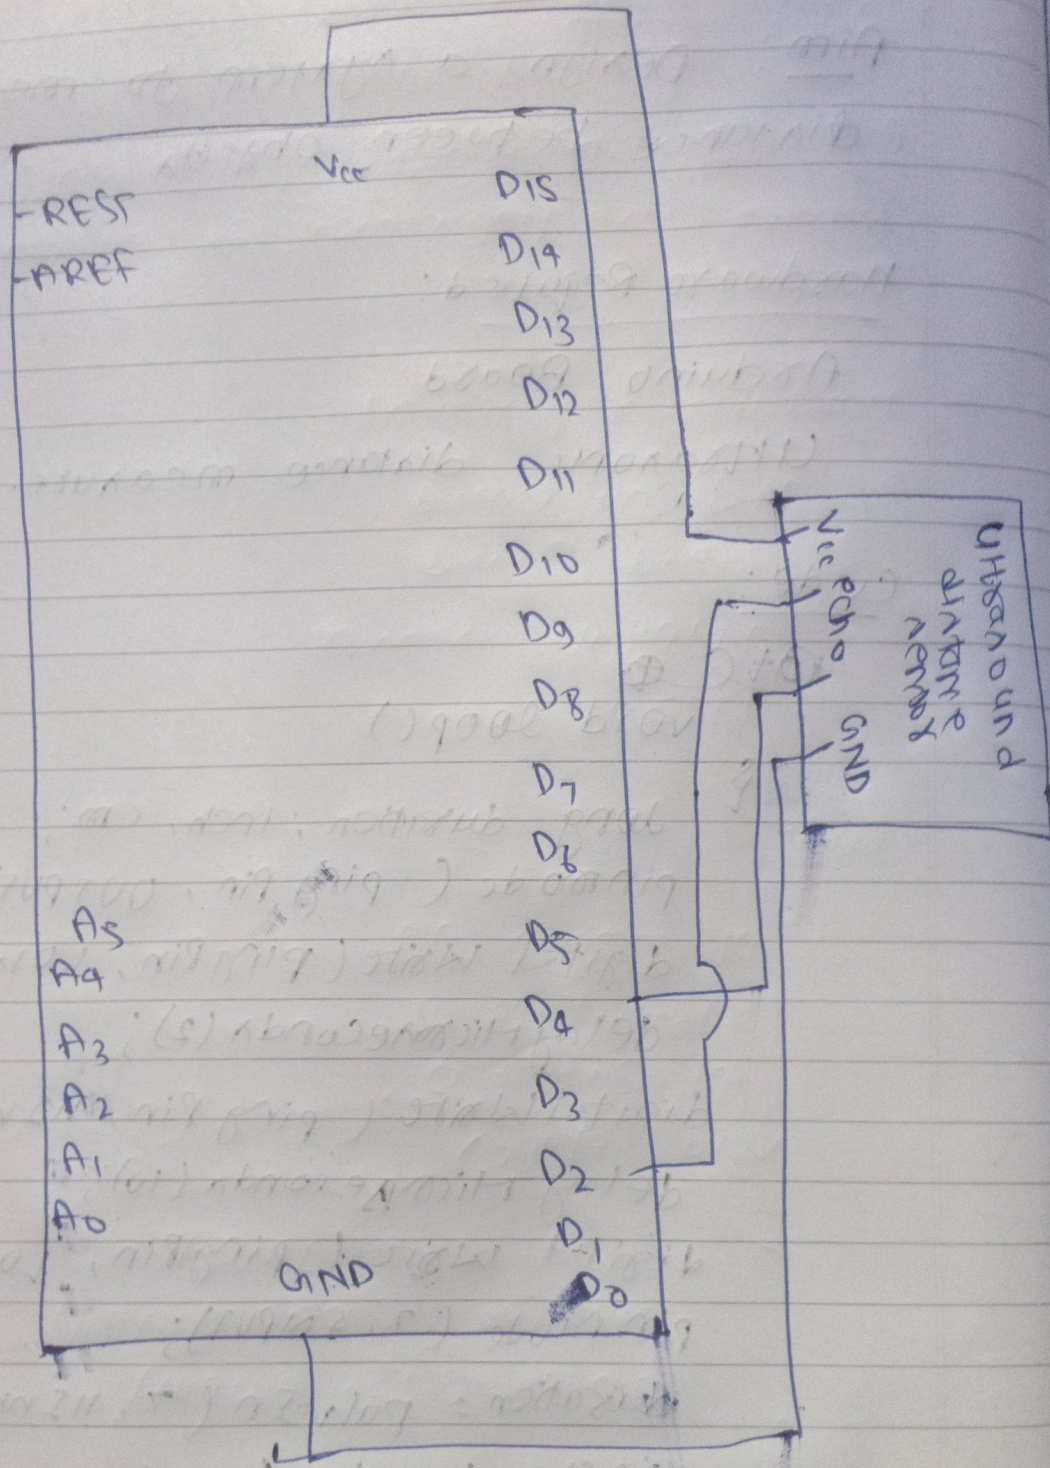 Vcc
REST
AREF
D15
D14
D13
D12
D11
D10
D9
D8
D7
D6
D5
D4
D3
D2
D1
D0
A5
A4
A3
A2
A1
A0
GND
Vcc
echo
GND
Ultrasound
distance
sensor